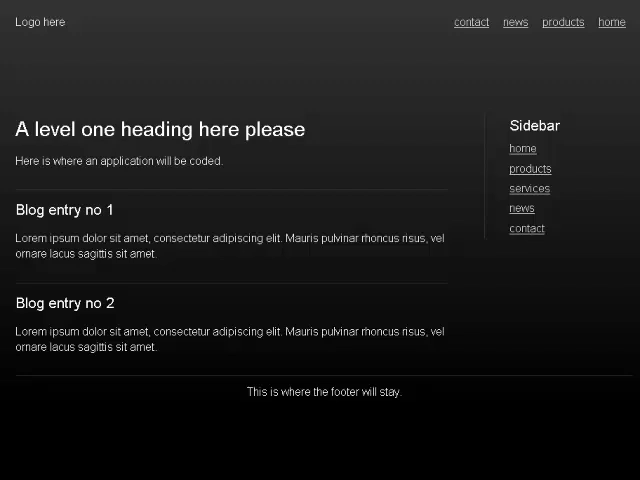 Logo here
contact news products home
A level one heading here please
Here is where an application will be coded.
Blog entry no 1
Lorem ipsum dolor sit amet, consectetur adipiscing elit. Mauris pulvinar rhoncus risus, vel
ornare lacus sagittis sit amet.
Blog entry no 2
Lorem ipsum dolor sit amet, consectetur adipiscing elit. Mauris pulvinar rhoncus risus, vel
ornare lacus sagittis sit amet.
Sidebar
home
products
services
news
contact
This is where the footer will stay.